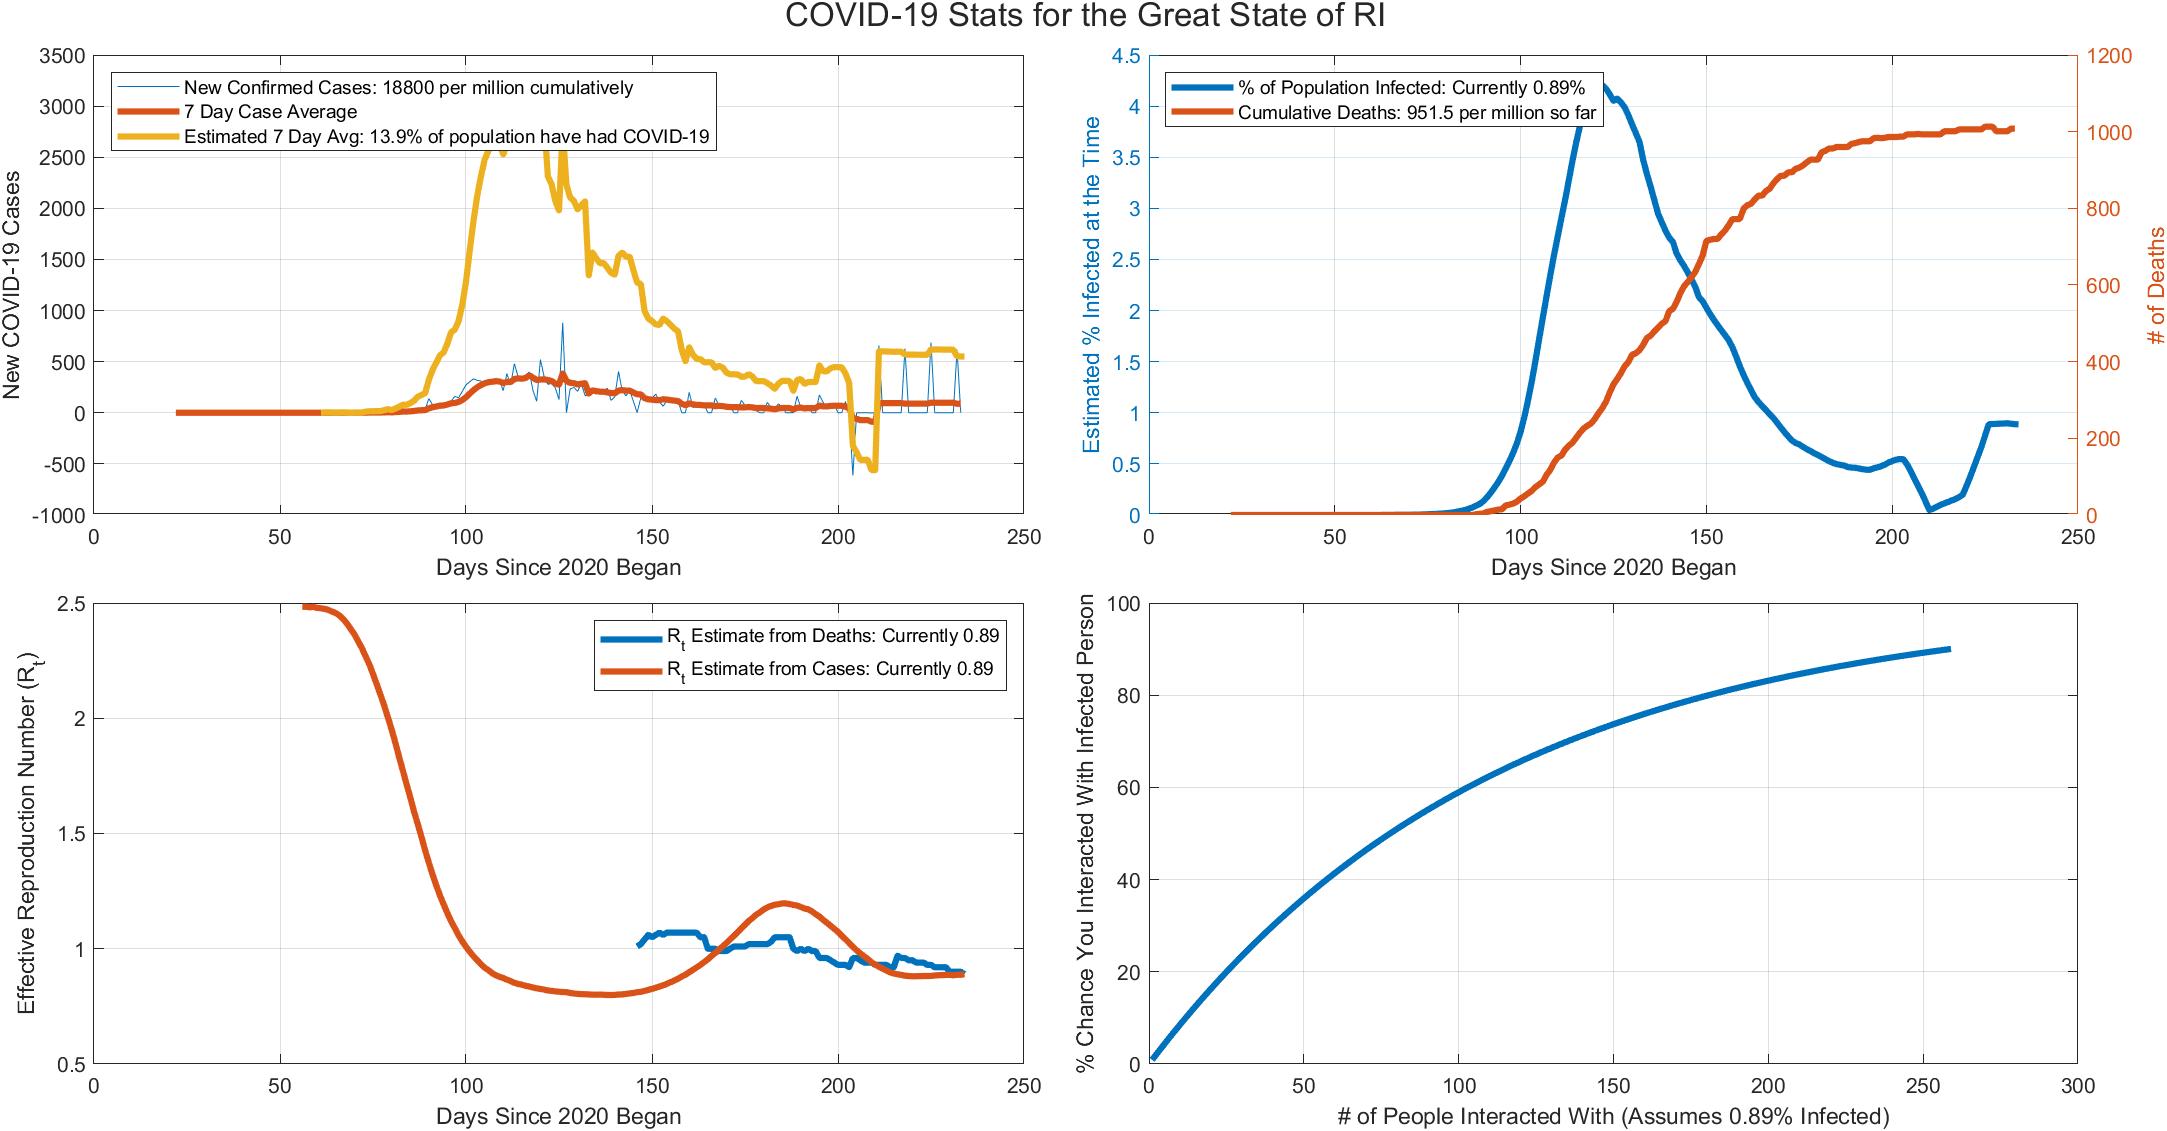 COVID-19 Stats for the Great State of RI
New COVID-19 Cases
3500
3000
2500
2000
1500
1000
500
0
-500
-1000
New Confirmed Cases: 18800 per million cumulatively
7 Day Case Average
Estimated 7 Day Avg: 13.9% of population have had COVID-19
0 50 100 150 200 250
Days Since 2020 Began
Estimated % Infected at the Time
4.5
4
3.5
3
2.5
2
1.5
1
0.5
0
% of Population Infected: Currently 0.89%
Cumulative Deaths: 951.5 per million so far
1200
1000
800
600
400
200
0
# of Deaths
0 50 100 150 200 250
Days Since 2020 Began
Effective Reproduction Number (Rt)
2.5
2
1.5
1
0.5
Rt Estimate from Deaths: Currently 0.89
Rt Estimate from Cases: Currently 0.89
0 50 100 150 200 250
Days Since 2020 Began
% Chance You Interacted With Infected Person
100
80
60
40
20
0
0 50 100 150 200 250 300
# of People Interacted With (Assumes 0.89% Infected)